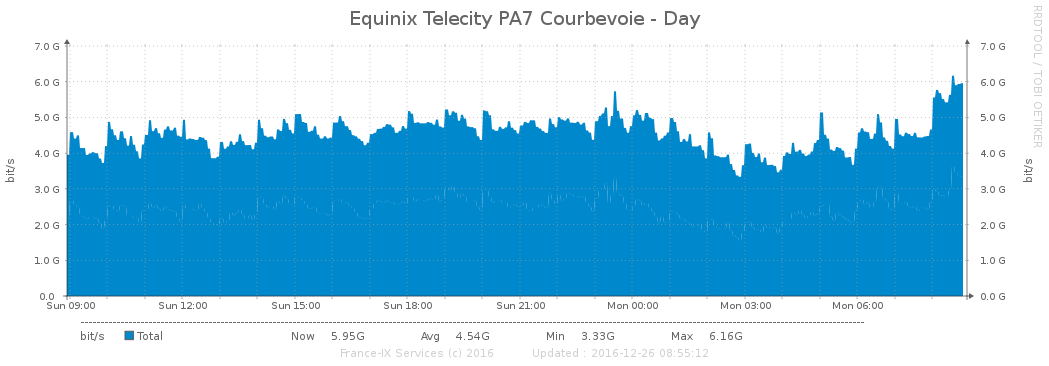 Equinix Telecity PA7 Courbevoie - Day
RRDTOOL / TOBI OETIKER
7.0 G 7.0 G
6.0 G 6.0 G
5.0 G 5.0 G
4.0 G 4.0 G
3.0 G 3.0 G
2.0 G 2.0 G
1.0 G 1.0 G
0.0 0.0 G
bit/s bit/s
Sun 09:00 Sun 12:00 Sun 15:00 Sun 18:00 Sun 21:00 Mon 00:00 Mon 03:00 Mon 06:00
bit/s Total Now 5.95G Avg 4.54G Min 3.33G Max 6.16G
France-IX Services (c) 2016 Updated : 2016-12-26 08:55:12